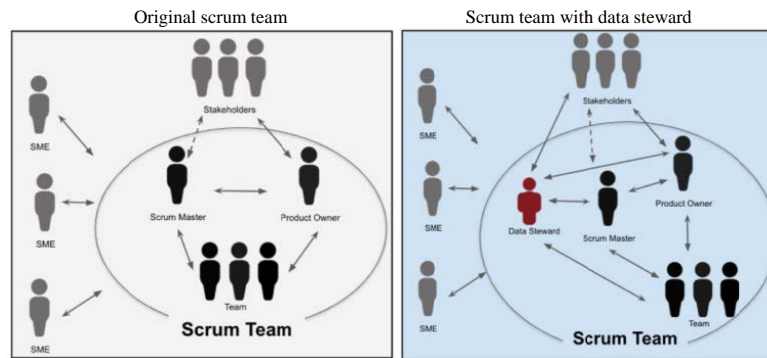 Original scrum team
Scrum team with data steward
Stakeholders
SME
SME
SME
Scrum Master
Product Owner
Team
Scrum Team
Stakeholders
SME
SME
SME
Data Steward
Scrum Master
Product Owner
Team
Scrum Team